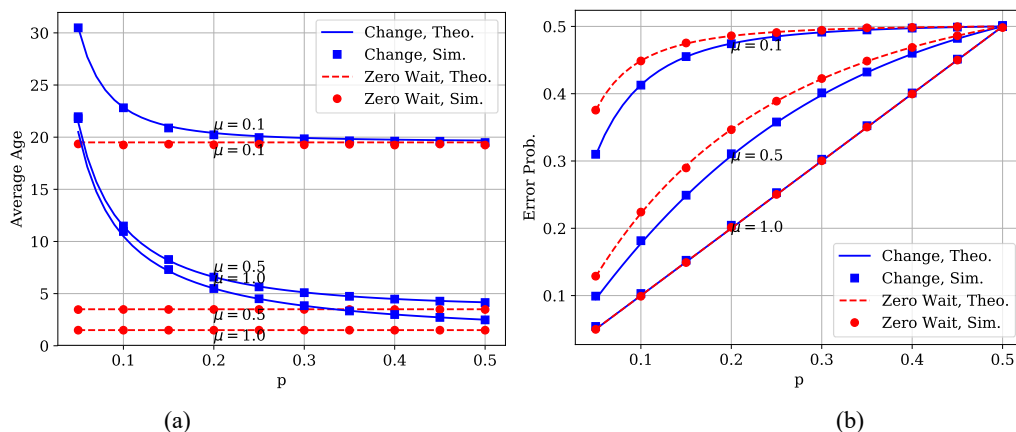 30
25
20
15
10
5
0
Average Age
0.1 0.2 0.3 0.4 0.5
p
Change, Theo.
Change, Sim.
Zero Wait, Theo.
Zero Wait, Sim.
μ = 0.1
μ = 0.1
μ = 0.5
μ = 1.0
μ = 0.5
μ = 1.0
(a)
0.5
0.4
0.3
0.2
0.1
Error Prob.
0.1 0.2 0.3 0.4 0.5
p
μ = 0.1
μ = 0.5
μ = 1.0
Change, Theo.
Change, Sim.
Zero Wait, Theo.
Zero Wait, Sim.
(b)